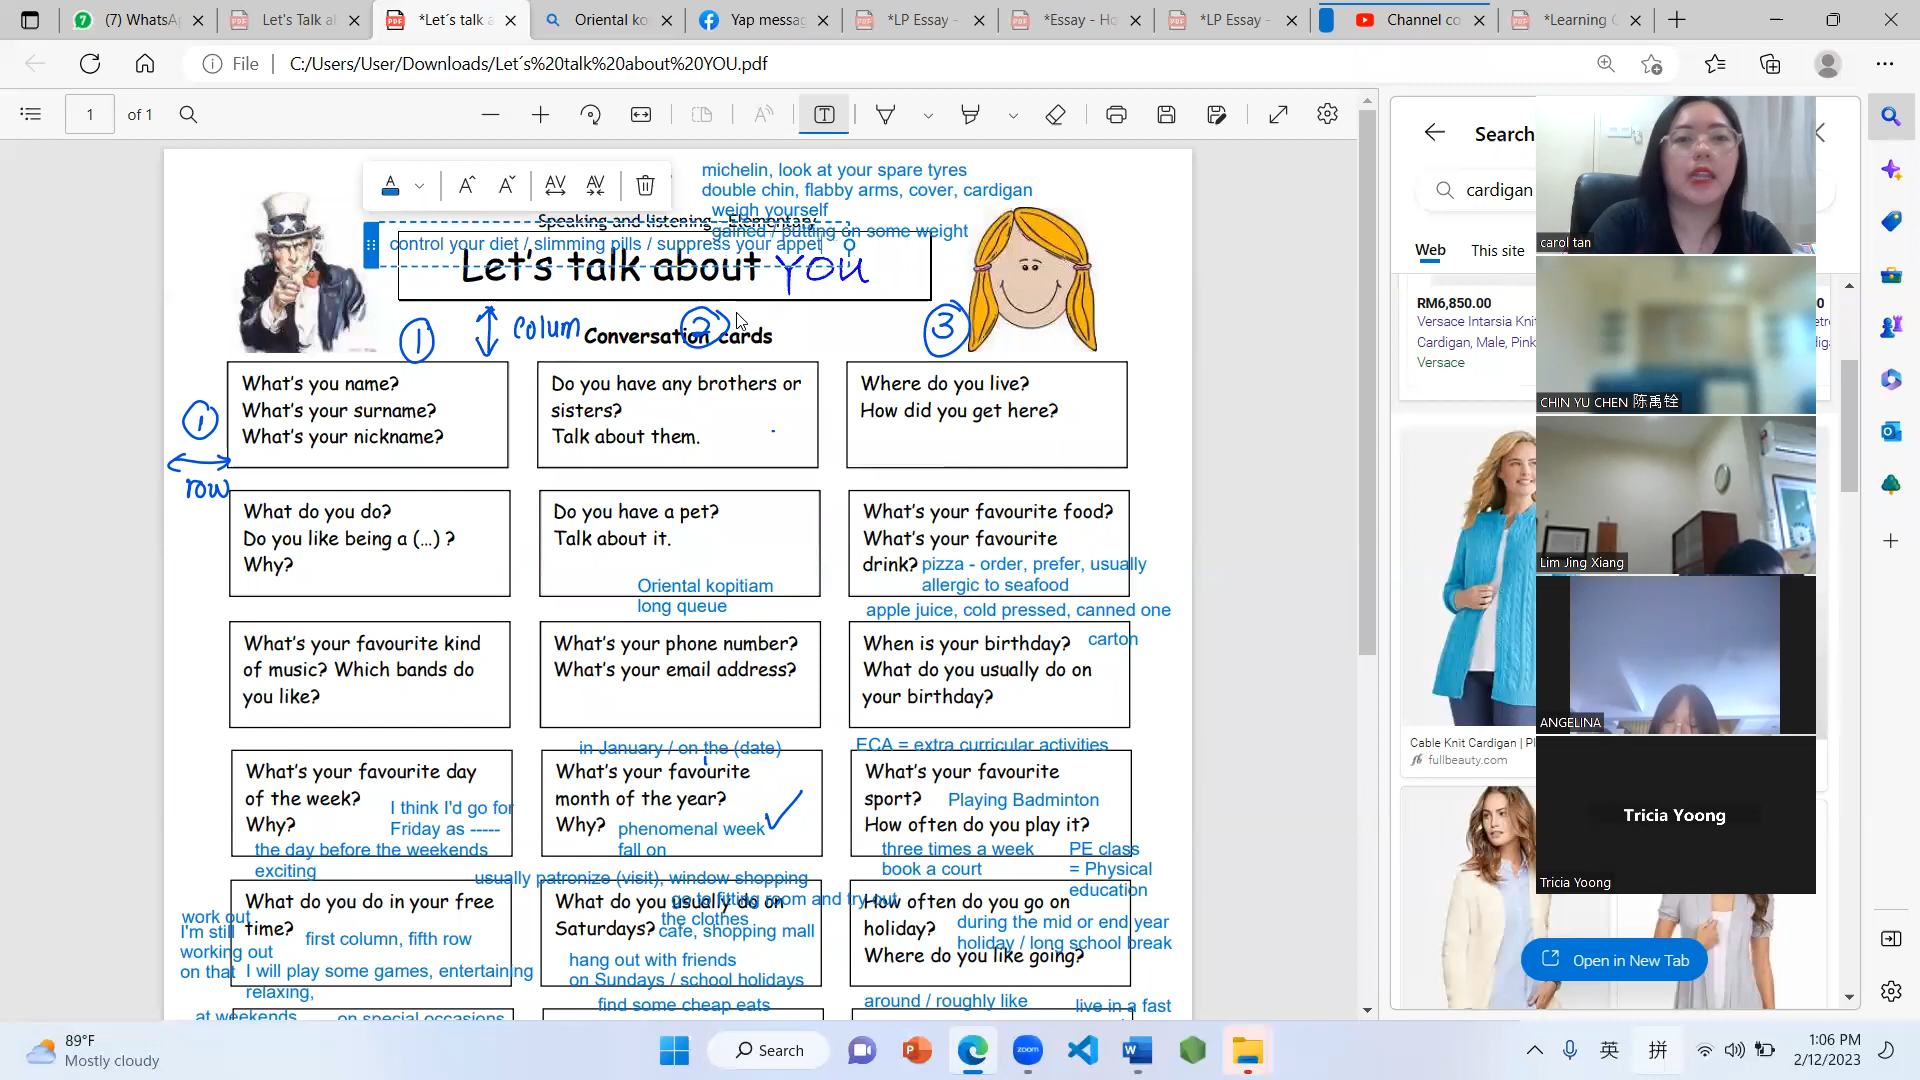 (7) WhatsA
Let's Talk a
*Let´s talk
Oriental ko
Yap messag
*LP Essay -
*Essay - Ho
*LP Essay -
Channel co
*Learning
File
C:/Users/User/Downloads/Let´s%20talk%20about%20YOU.pdf
1 of 1
michelin, look at your spare tyres
double chin, flabby arms, cover, cardigan
weigh yourself
gained / putting on some weight
Speaking and listening - Elementary
control your diet / slimming pills / suppress your appet
Let's talk about YOU
1
colum
2
3
Conversation cards
What's you name?
What's your surname?
What's your nickname?
Do you have any brothers or
sisters?
Talk about them.
Where do you live?
How did you get here?
1
row
What do you do?
Do you like being a (...) ?
Why?
Do you have a pet?
Talk about it.
Oriental kopitiam
long queue
What's your favourite food?
What's your favourite
drink?
pizza - order, prefer, usually
allergic to seafood
apple juice, cold pressed, canned one
carton
What's your favourite kind
of music? Which bands do
you like?
What's your phone number?
What's your email address?
When is your birthday?
What do you usually do on
your birthday?
in January / on the (date)
ECA = extra curricular activities
What's your favourite day
of the week?
Why?
I think I'd go for
Friday as -----
the day before the weekends
exciting
What's your favourite
month of the year?
Why?
phenomenal week
fall on
What's your favourite
sport?
Playing Badminton
How often do you play it?
three times a week
book a court
PE class
= Physical
education
usually patronize (visit), window shopping
go to fitting room and try out
the clothes
What do you do in your free
time?
work out
I'm still
working out
on that
first column, fifth row
I will play some games, entertaining
relaxing,
What do you usually do on
Saturdays?
cafe, shopping mall
hang out with friends
on Sundays / school holidays
find some cheap eats
How often do you go on
holiday?
Where do you like going?
during the mid or end year
holiday / long school break
around / roughly like
live in a fast
at weekends
on special occasions
Search
cardigan
Web
This site
RM6,850.00
Versace Intarsia Kni
Cardigan, Male, Pink
Versace
Cable Knit Cardigan | Pl
fullbeauty.com
Open in New Tab
carol tan
CHIN YU CHEN 陈禹铨
Lim Jing Xiang
ANGELINA
Tricia Yoong
Tricia Yoong
89°F
Mostly cloudy
Search
zoom
英
拼
1:06 PM
2/12/2023